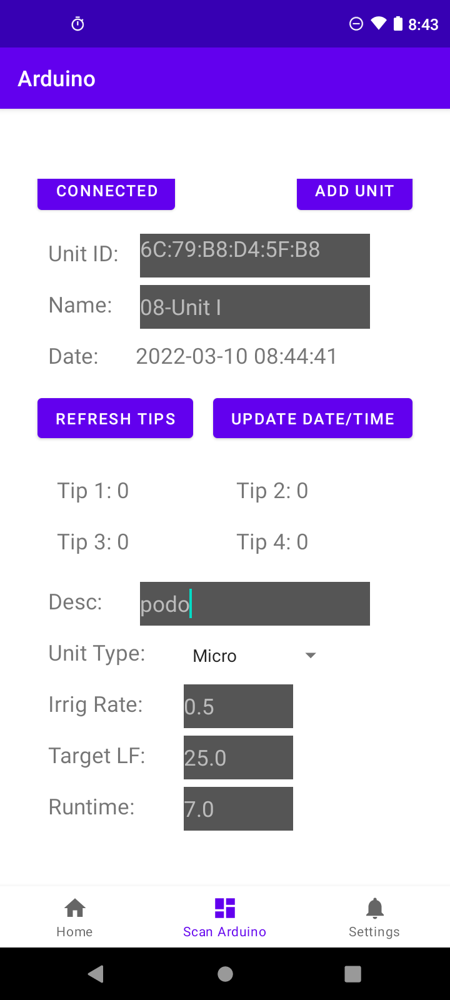 8:43
Arduino
CONNECTED ADD UNIT
Unit ID: 6C:79:B8:D4:5F:B8
Name: 08-Unit I
Date: 2022-03-10 08:44:41
REFRESH TIPS UPDATE DATE/TIME
Tip 1: 0 Tip 2: 0
Tip 3: 0 Tip 4: 0
Desc: podo
Unit Type: Micro
Irrig Rate: 0.5
Target LF: 25.0
Runtime: 7.0
Home Scan Arduino Settings